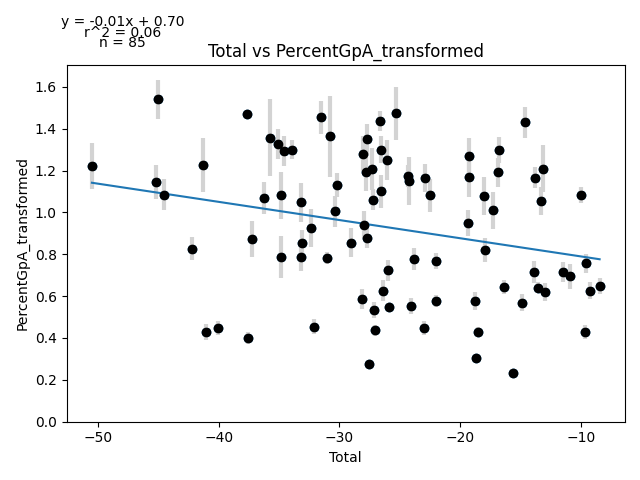 y = -0.01x + 0.70
r^2 = 0.06
n = 85
Total vs PercentGpA_transformed
PercentGpA_transformed
1.6
1.4
1.2
1.0
0.8
0.6
0.4
0.2
0.0
−50
−40
−30
−20
−10
Total